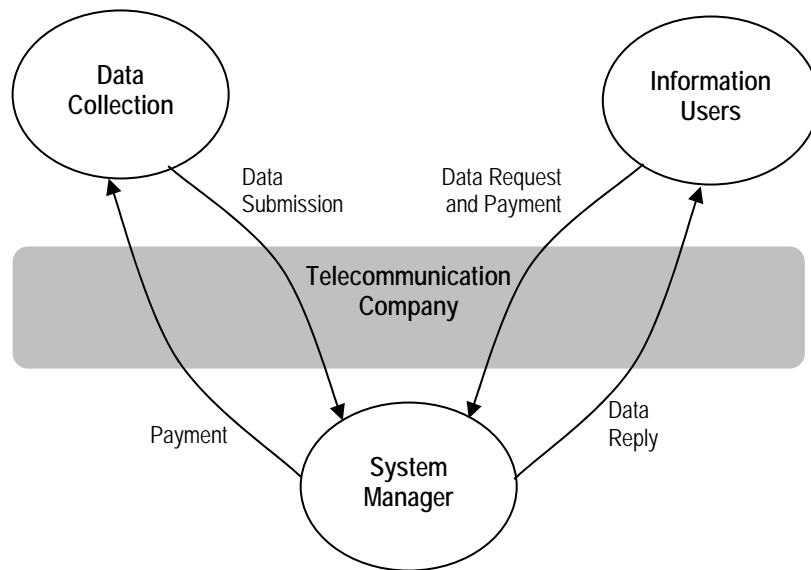 Data
Collection
Information
Users
Data
Submission
Data Request
and Payment
Telecommunication
Company
Payment
Data
Reply
System
Manager